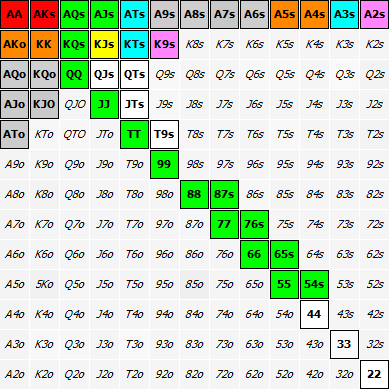 AA AKs AQs AJs ATs A9s A8s A7s A6s A5s A4s A3s A2s
AKo KK KQs KJs KTs K9s K8s K7s K6s K5s K4s K3s K2s
AQo KQo QQ QJs QTs Q9s Q8s Q7s Q6s Q5s Q4s Q3s Q2s
AJo KJO QJO JJ JTs J9s J8s J7s J6s J5s J4s J3s J2s
ATo KTo QTO JTo TT T9s T8s T7s T6s T5s T4s T3s T2s
A9o K9o Q9o J9o T9o 99 98s 97s 96s 95s 94s 93s 92s
A8o K8o Q8o J8o T8o 98o 88 87s 86s 85s 84s 83s 82s
A7o K7o Q7o J7o T7o 97o 87o 77 76s 75s 74s 73s 72s
A6o K6o Q6o J6o T6o 96o 86o 76o 66 65s 64s 63s 62s
A5o 5Ko Q5o J5o T5o 95o 85o 75o 65o 55 54s 53s 52s
A4o K4o Q4o J4o T4o 94o 84o 74o 64o 54o 44 43s 42s
A3o K3o Q3o J3o T3o 93o 83o 73o 63o 53o 43o 33 32s
A2o K2o Q2o J2o T2o 92o 82o 72o 62o 52o 42o 32o 22